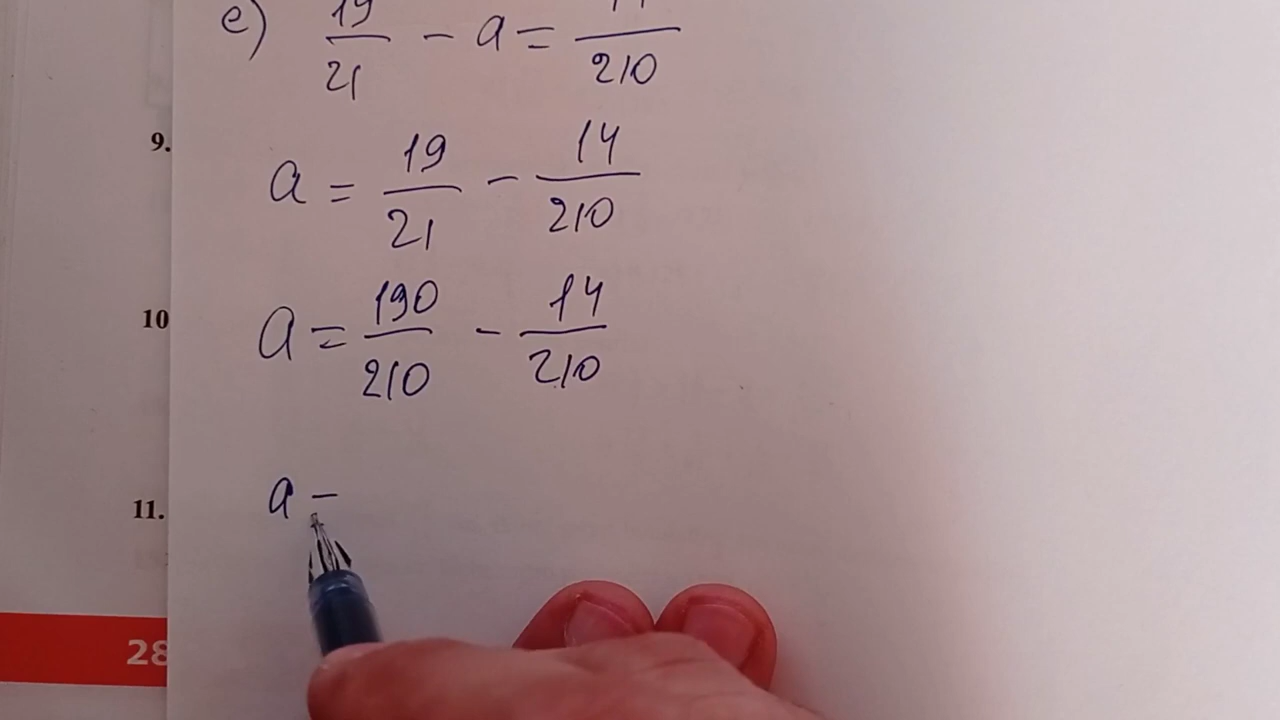 e) 19/21 - a = 14/210
9.
a = 19/21 - 14/210
10
a = 190/210 - 14/210
a -
11.
28